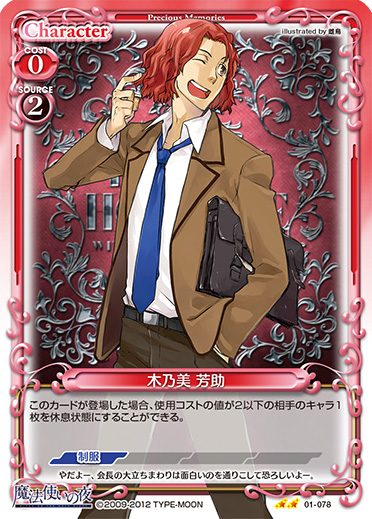 Precious Memories
Character
illustrated by 雌鳥
COST
0
SOURCE
2
木乃美 芳助
このカードが登場した場合、使用コストの値が2以下の相手のキャラ1
枚を休息状態にすることができる。
制服
やだよー、会長の大立ちまわりは面白いのを通りこして恐ろしいよー。
魔法使いの夜
©2009-2012 TYPE-MOON
01-078